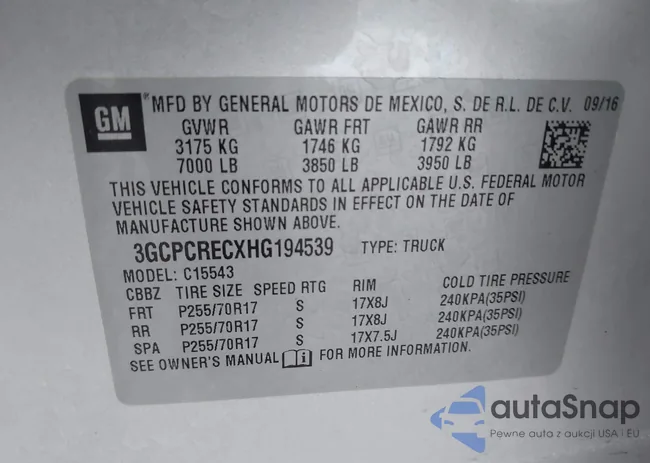 GM *MFD BY GENERAL MOTORS DE MEXICO, S. DE R.L. DE C.V. 09/16
GVWR GAWR FRT GAWR RR
3175 KG 1746 KG 1792 KG
7000 LB 3850 LB 3950 LB
THIS VEHICLE CONFORMS TO ALL APPLICABLE U.S. FEDERAL MOTOR
VEHICLE SAFETY STANDARDS IN EFFECT ON THE DATE OF
MANUFACTURE SHOWN ABOVE.
3GCPCRECXHG194539 TYPE: TRUCK
MODEL: C15543
CBBZ TIRE SIZE SPEED RTG RIM COLD TIRE PRESSURE
FRT P255/70R17 S 17X8J 240KPA(35PSI)
RR P255/70R17 S 17X8J 240KPA(35PSI)
SPA P255/70R17 S 17X7.5J 240KPA(35PSI)
SEE OWNER'S MANUAL FOR MORE INFORMATION.
autaSnap
Pewne auta z aukcji USA i EU